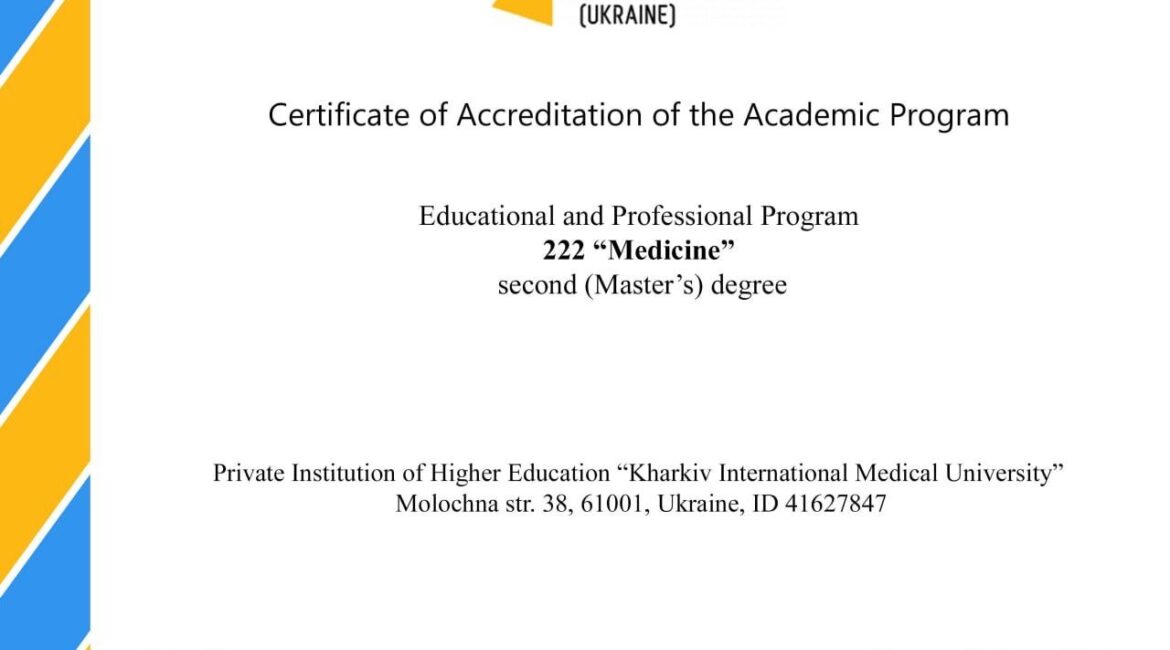 (UKRAINE)
Certificate of Accreditation of the Academic Program
Educational and Professional Program
222 “Medicine”
second (Master’s) degree
Private Institution of Higher Education “Kharkiv International Medical University”
Molochna str. 38, 61001, Ukraine, ID 41627847